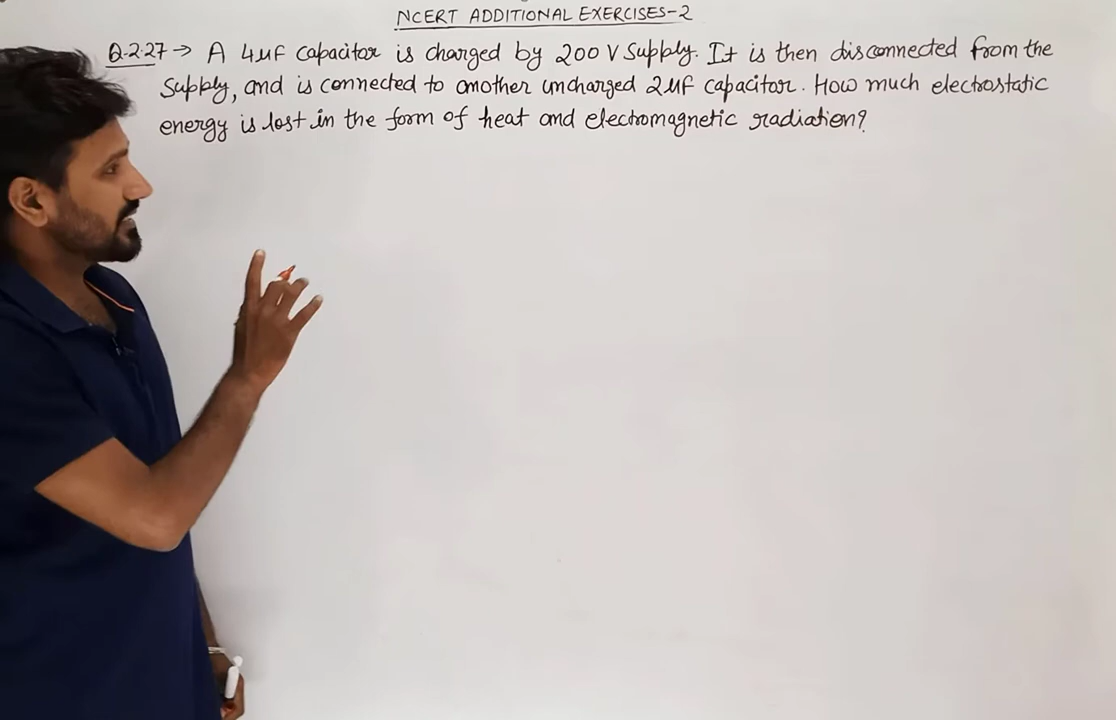 NCERT ADDITIONAL EXERCISES-2
Q.2.27→ A 4μF capacitor is charged by 200 V supply. It is then disconnected from the
supply, and is connected to another uncharged 2μF capacitor. How much electrostatic
energy is lost in the form of heat and electromagnetic radiation?